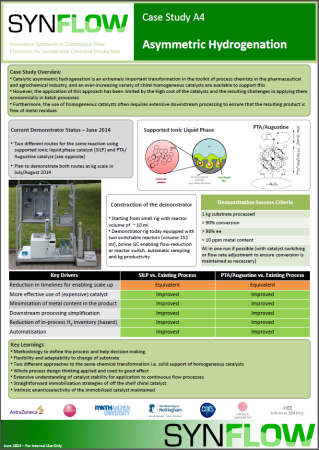 SYNFLOW
Innovative Synthesis in Continuous Flow
Processes for Sustainable Chemical Production
Case Study A4
Asymmetric Hydrogenation
Case Study Overview
• Catalytic asymmetric hydrogenation is an extremely important transformation in the toolkit of process chemists in the pharmaceutical
and agrochemical industry, and an ever-increasing variety of chiral homogeneous catalysts are available to support this
• However, the application of this approach has been limited by the high cost of the catalysts and the resulting challenges in applying them
economically in batch processes
• Furthermore, the use of homogeneous catalysts often requires extensive downstream processing to ensure that the resulting product is
free of metal residues
Current Demonstrator Status – June 2014
• Two different routes for the same reaction using
supported ionic liquid phase catalyst (SILP) and PTA/
Augustine catalyst (see opposite)
• Plan to demonstrate both routes at kg scale in
July/August 2014
Supported Ionic Liquid Phase
PTA/Augustine
Construction of the demonstrator
• Starting from small rig with reactor
volume of ~ 10 ml
• Demonstrator rig today equipped with
two switchable reactors (volume 152
ml), online GC enabling flow-reduction
or reactor switch, automatic sampling
and kg productivity
Demonstration Success Criteria
1 kg substrate processed
> 90% conversion
> 98% ee
< 10 ppm metal content
All in one run if possible (with catalyst switching
or flow rate adjustment to ensure conversion is
maintained as necessary)
Key Drivers SILP vs. Existing Process PTA/Augustine vs. Existing Process
Reduction in timelines for enabling scale up Equivalent Equivalent
More effective use of (expensive) catalyst Improved Improved
Minimisation of metal content in the product Improved Improved
Downstream processing simplification Improved Improved
Reduction of in-process H₂ inventory (hazard) Improved Improved
Automatisation Improved Improved
Key Learnings
• Methodology to define the process and help decision making.
• Flexibility and adaptability to change of substrate
• Two different approaches to the same chemical transformation i.e. solid support of homogeneous catalysts
• Whole process design thinking applied and used to good effect
• Extensive understanding of catalyst stability for application to continuous flow processes
• Straightforward immobilization strategies of off the shelf chiral catalyst
• Intrinsic enantioselectivity of the immobilised catalyst maintained
AstraZeneca
RWTH AACHEN
UNIVERSITY
The University of
Nottingham
cnrs
Johnson Matthey
June 2014 – For Internal Use Only
SYNFLOW